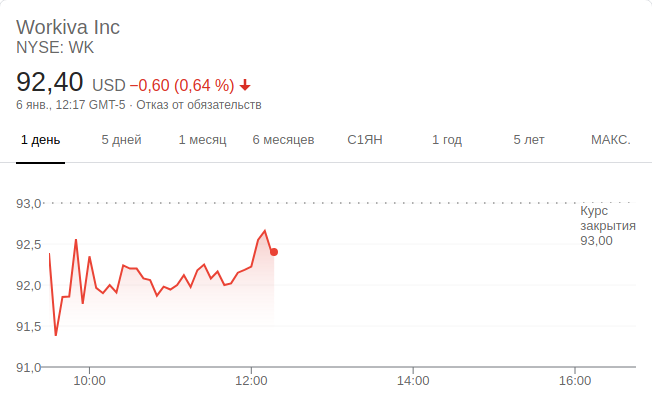 Workiva Inc
NYSE: WK
92,40 USD −0,60 (0,64 %)
6 янв., 12:17 GMT-5 · Отказ от обязательств
1 день 5 дней 1 месяц 6 месяцев С1ЯН 1 год 5 лет МАКС.
93,0
Курс
закрытия
93,00
92,5
92,0
91,5
91,0
10:00 12:00 14:00 16:00